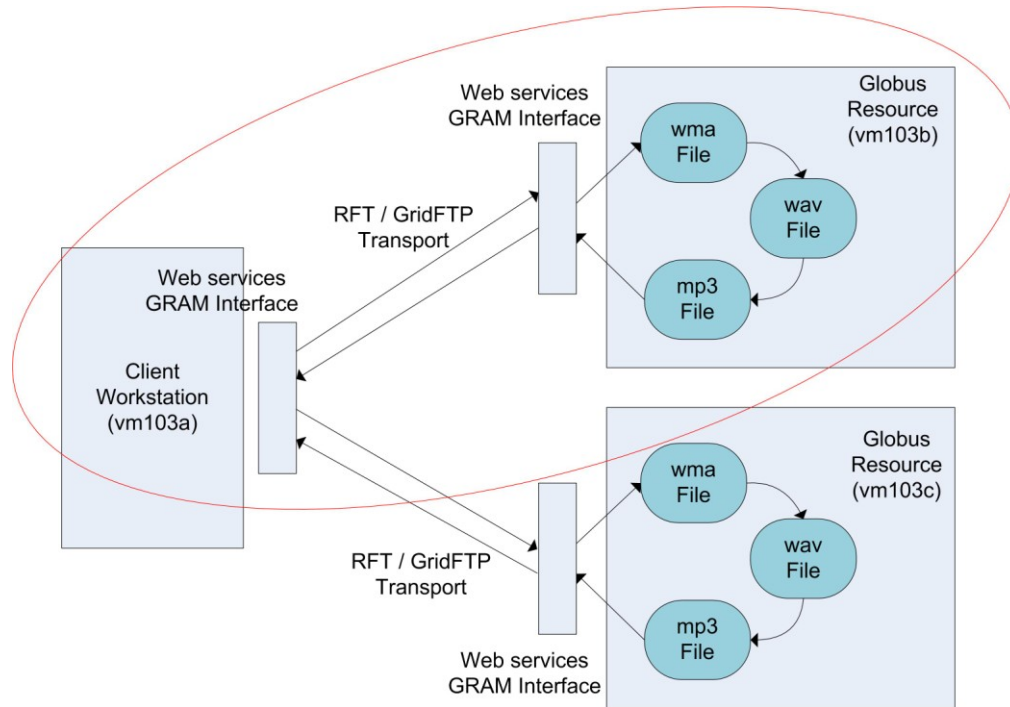 Web services
GRAM Interface
Globus
Resource
(vm103b)
wma
File
wav
File
mp3
File
RFT / GridFTP
Transport
Web services
GRAM Interface
Client
Workstation
(vm103a)
Globus
Resource
(vm103c)
wma
File
wav
File
mp3
File
RFT / GridFTP
Transport
Web services
GRAM Interface